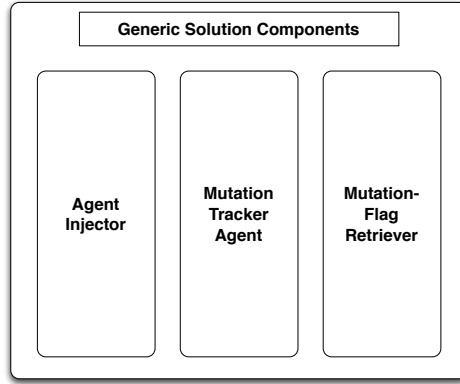 Generic Solution Components
Agent
Injector
Mutation
Tracker
Agent
Mutation-
Flag
Retriever